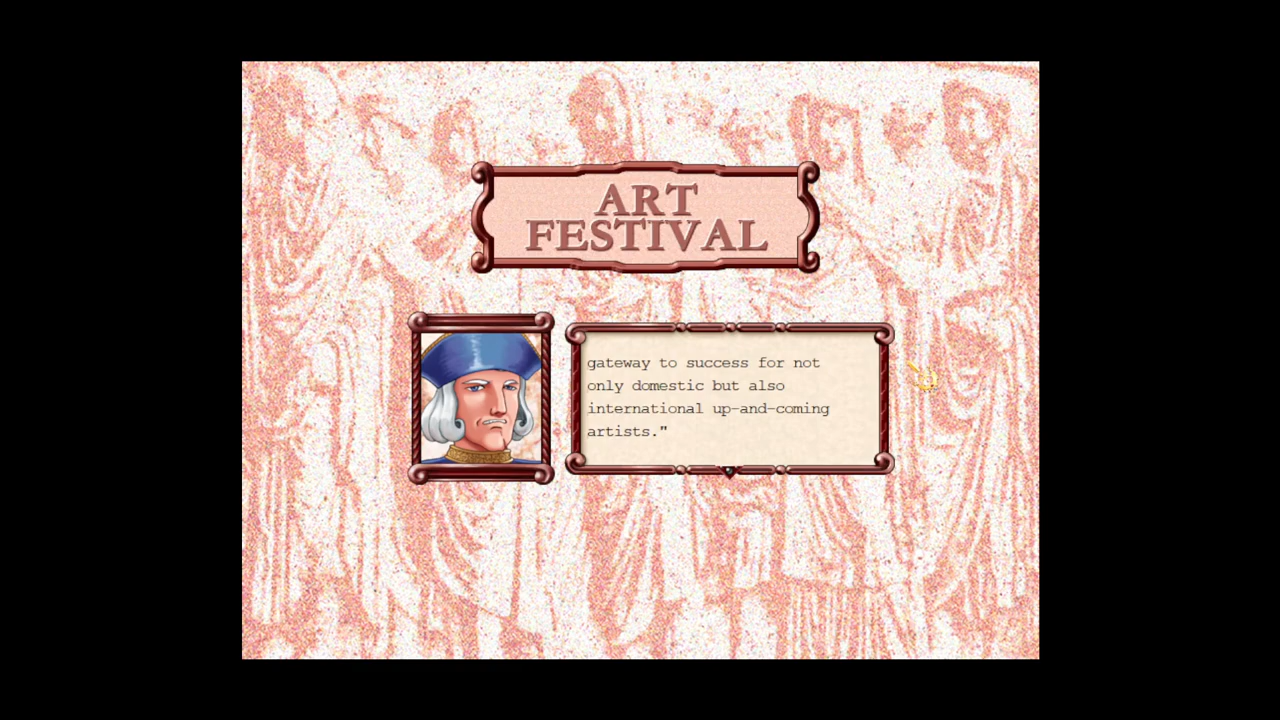 ART
FESTIVAL
gateway to success for not
only domestic but also
international up-and-coming
artists."